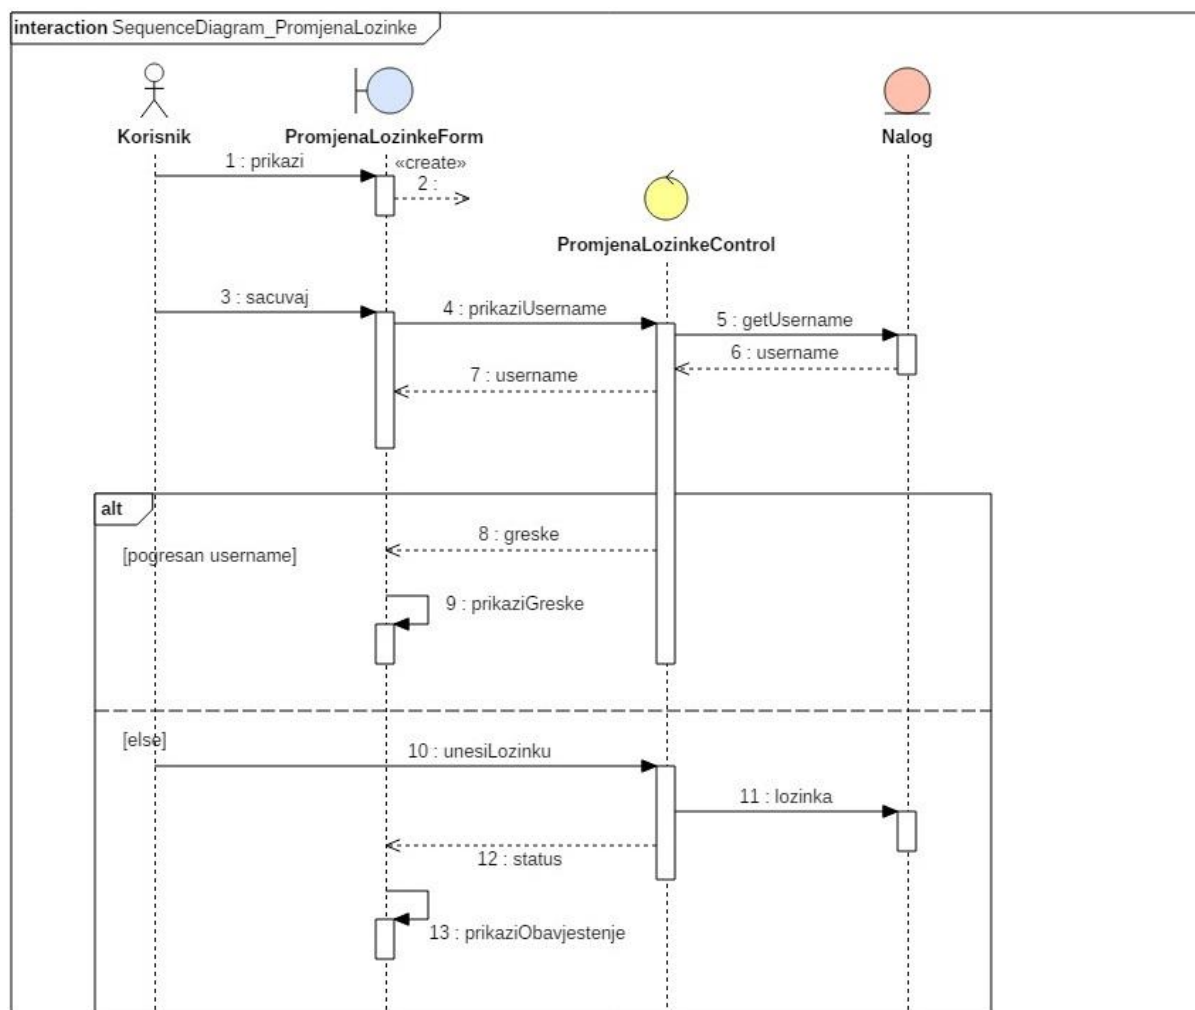 interaction SequenceDiagram_PromjenaLozinke
Korisnik
PromjenaLozinkeForm
Nalog
1 : prikazi
«create»
2 :
PromjenaLozinkeControl
3 : sacuvaj
4 : prikaziUsername
5 : getUsername
6 : username
7 : username
alt
[pogresan username]
8 : greske
9 : prikaziGreske
[else]
10 : unesiLozinku
11 : lozinka
12 : status
13 : prikaziObavjestenje